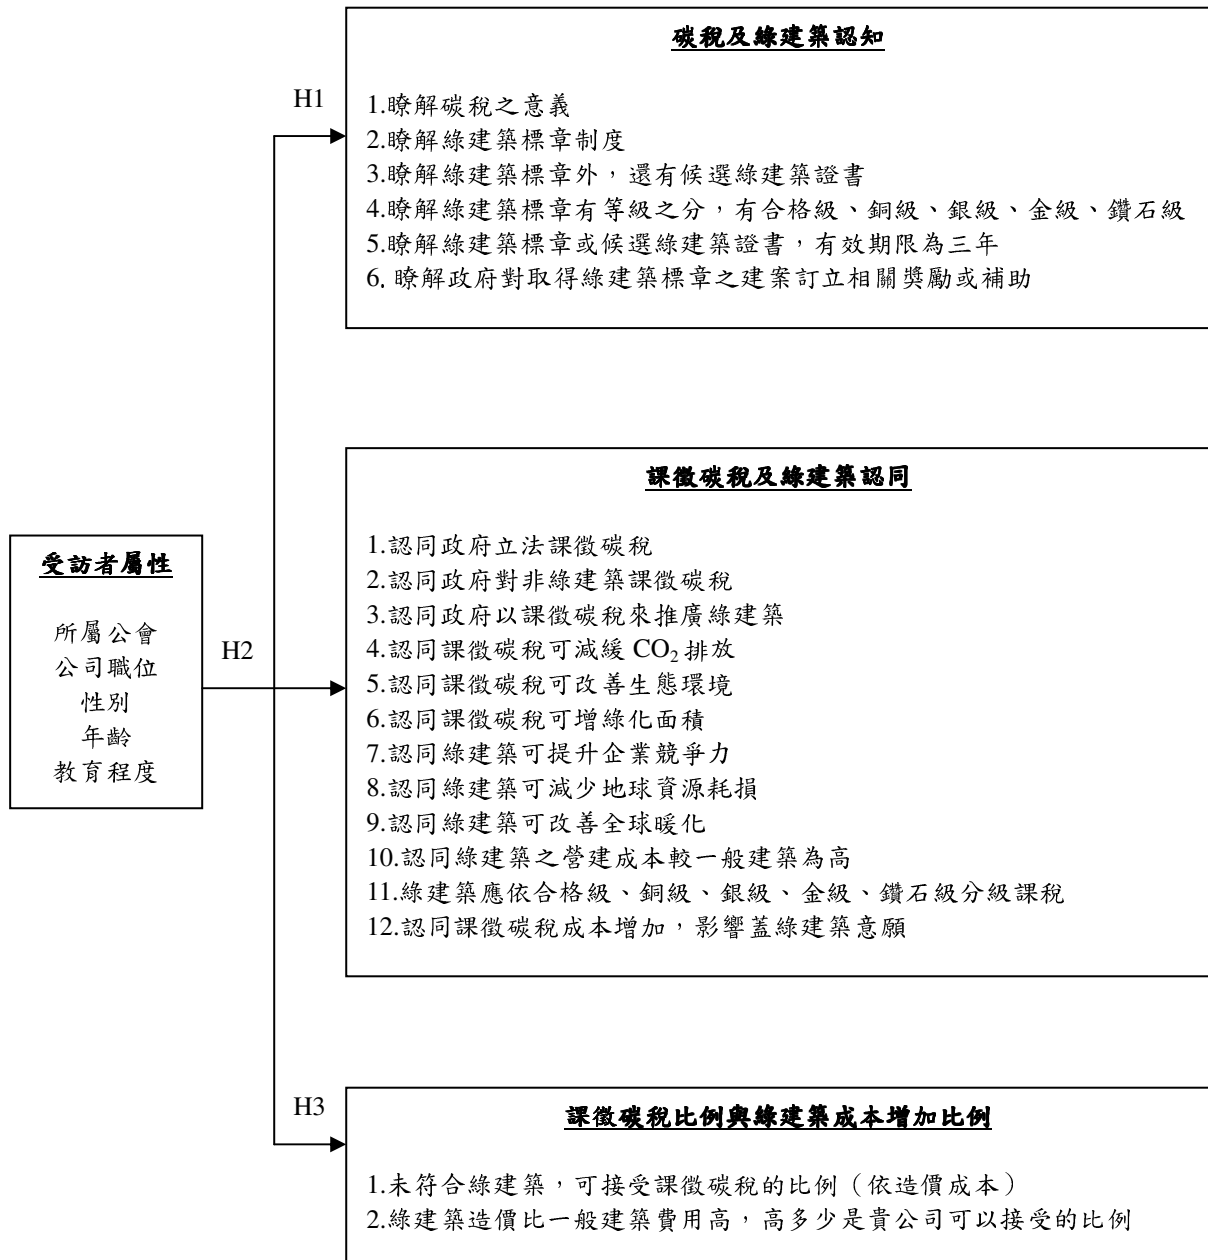 碳稅及綠建築認知
H1
1.瞭解碳稅之意義
2.瞭解綠建築標章制度
3.瞭解綠建築標章外，還有候選綠建築證書
4.瞭解綠建築標章有等級之分，有合格級、銅級、銀級、金級、鑽石級
5.瞭解綠建築標章或候選綠建築證書，有效期限為三年
6. 瞭解政府對取得綠建築標章之建案訂立相關獎勵或補助
受訪者屬性
所屬公會
公司職位
性別
年齡
教育程度
H2
課徵碳稅及綠建築認同
1.認同政府立法課徵碳稅
2.認同政府對非綠建築課徵碳稅
3.認同政府以課徵碳稅來推廣綠建築
4.認同課徵碳稅可減緩 CO₂ 排放
5.認同課徵碳稅可改善生態環境
6.認同課徵碳稅可增綠化面積
7.認同綠建築可提升企業競爭力
8.認同綠建築可減少地球資源耗損
9.認同綠建築可改善全球暖化
10.認同綠建築之營建成本較一般建築為高
11.綠建築應依合格級、銅級、銀級、金級、鑽石級分級課稅
12.認同課徵碳稅成本增加，影響蓋綠建築意願
H3
課徵碳稅比例與綠建築成本增加比例
1.未符合綠建築，可接受課徵碳稅的比例（依造價成本）
2.綠建築造價比一般建築費用高，高多少是貴公司可以接受的比例